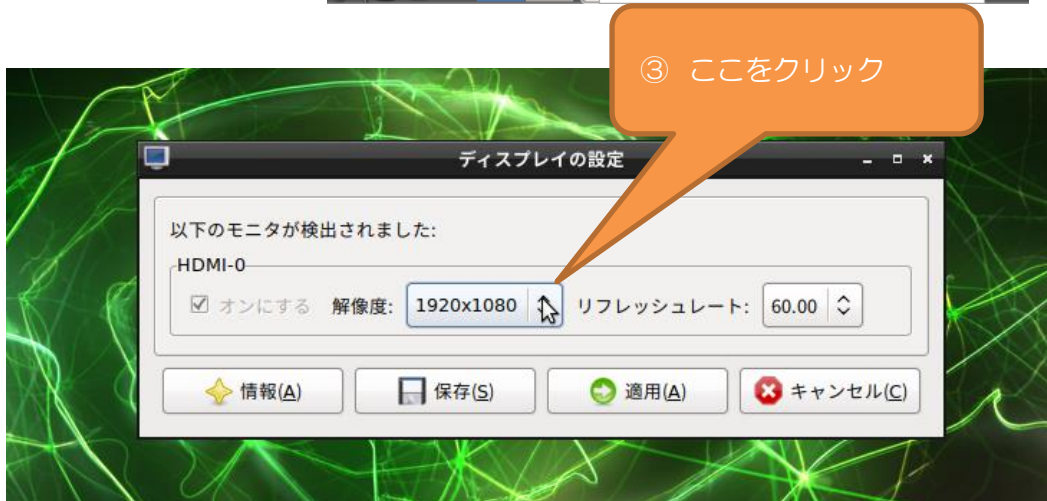 ③ ここをクリック
ディスプレイの設定
以下のモニタが検出されました:
HDMI-0
オンにする 解像度: 1920x1080 リフレッシュレート: 60.00
情報(A) 保存(S) 適用(A) キャンセル(C)